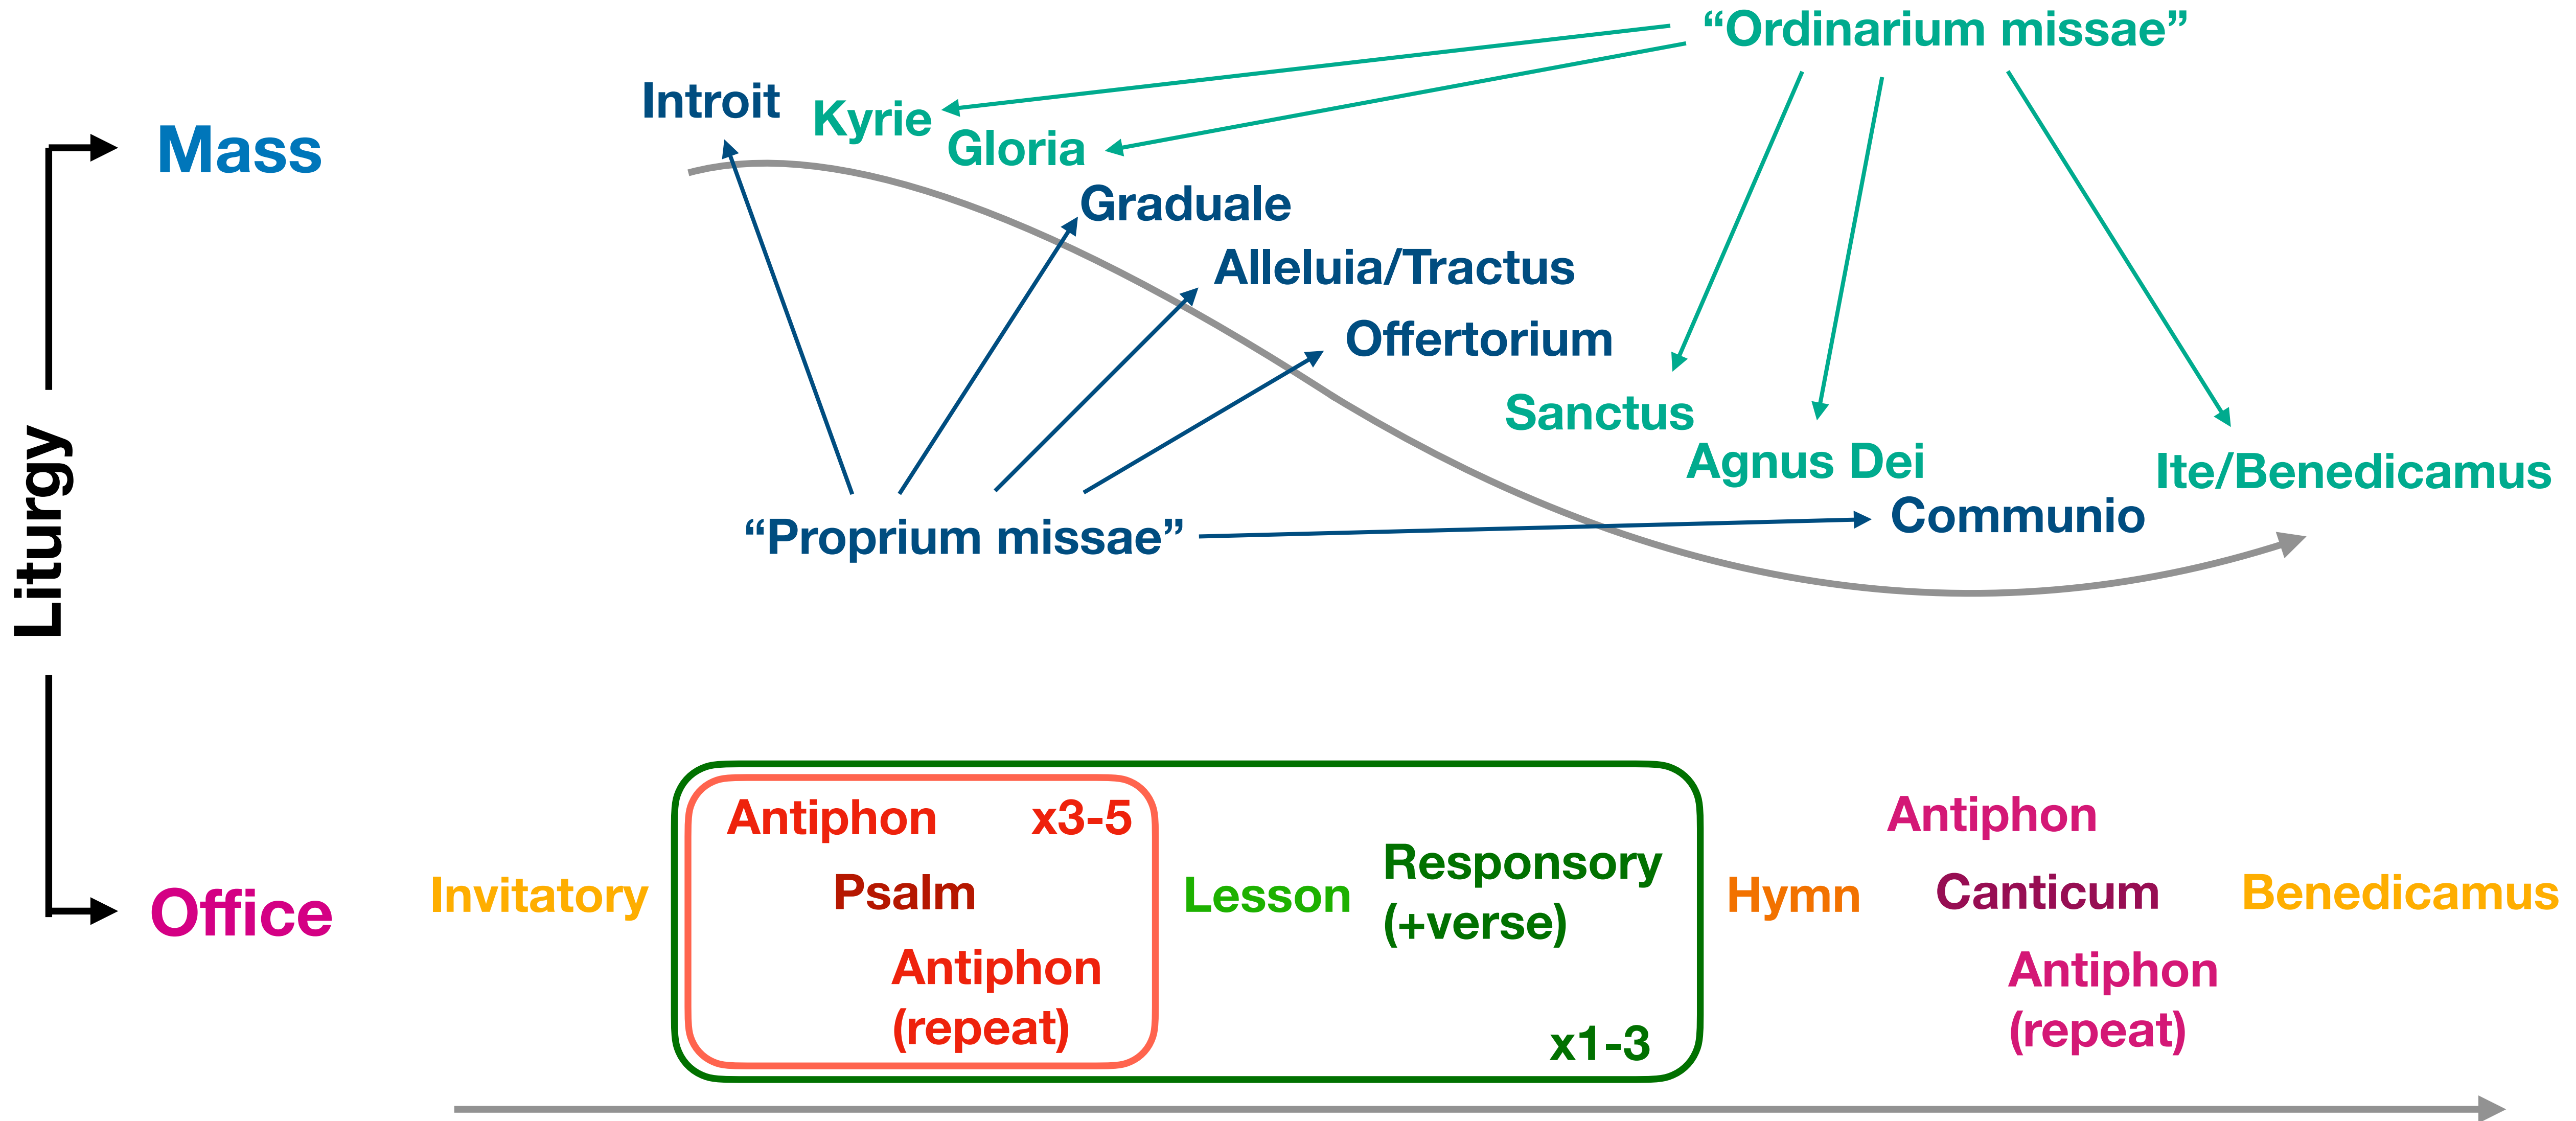 Liturgy
Mass
“Ordinarium missae”
Introit
Kyrie
Gloria
Graduale
Alleluia/Tractus
Offertorium
Sanctus
Agnus Dei
Communio
Ite/Benedicamus
“Proprium missae”
Office
Invitatory
Antiphon
x3-5
Psalm
Antiphon
(repeat)
Lesson
Responsory
(+verse)
x1-3
Hymn
Antiphon
Canticum
Antiphon
(repeat)
Benedicamus